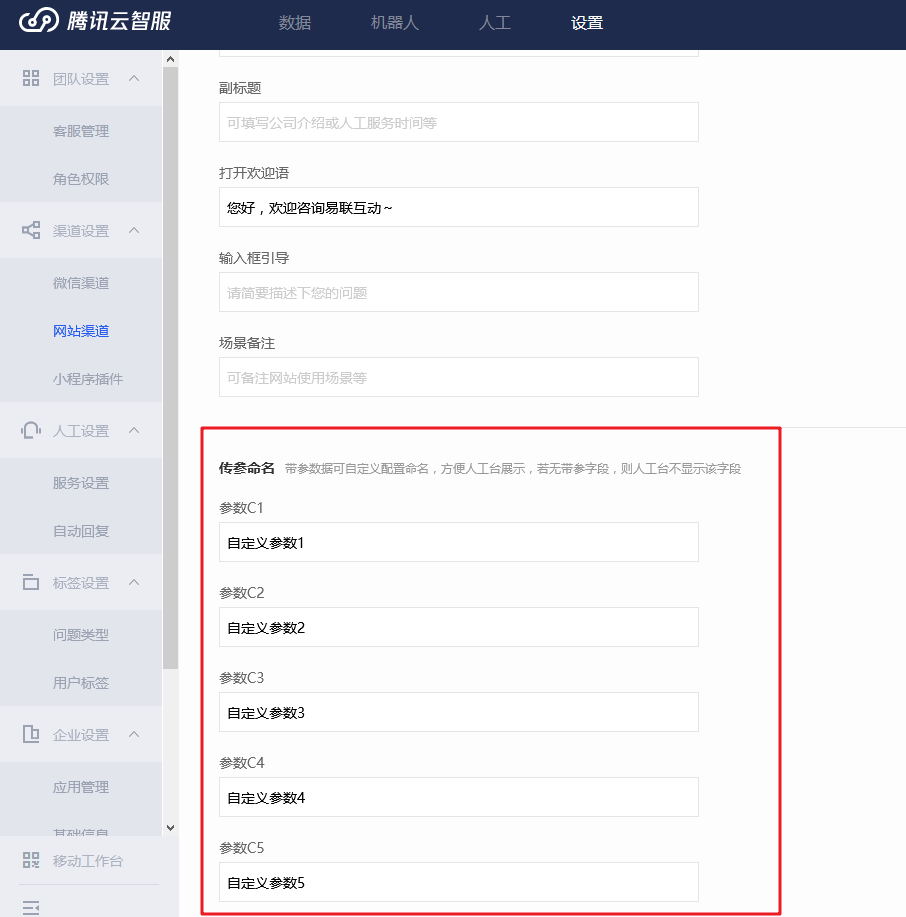 腾讯云智服
数据 机器人 人工 设置
团队设置
客服管理
角色权限
渠道设置
微信渠道
网站渠道
小程序插件
人工设置
服务设置
自动回复
标签设置
问题类型
用户标签
企业设置
应用管理
基础信息
移动工作台
副标题
可填写公司介绍或人工服务时间等
打开欢迎语
您好，欢迎咨询易联互动～
输入框引导
请简要描述下您的问题
场景备注
可备注网站使用场景等
传参命名 带参数据可自定义配置命名，方便人工台展示，若无带参字段，则人工台不显示该字段
参数C1
自定义参数1
参数C2
自定义参数2
参数C3
自定义参数3
参数C4
自定义参数4
参数C5
自定义参数5